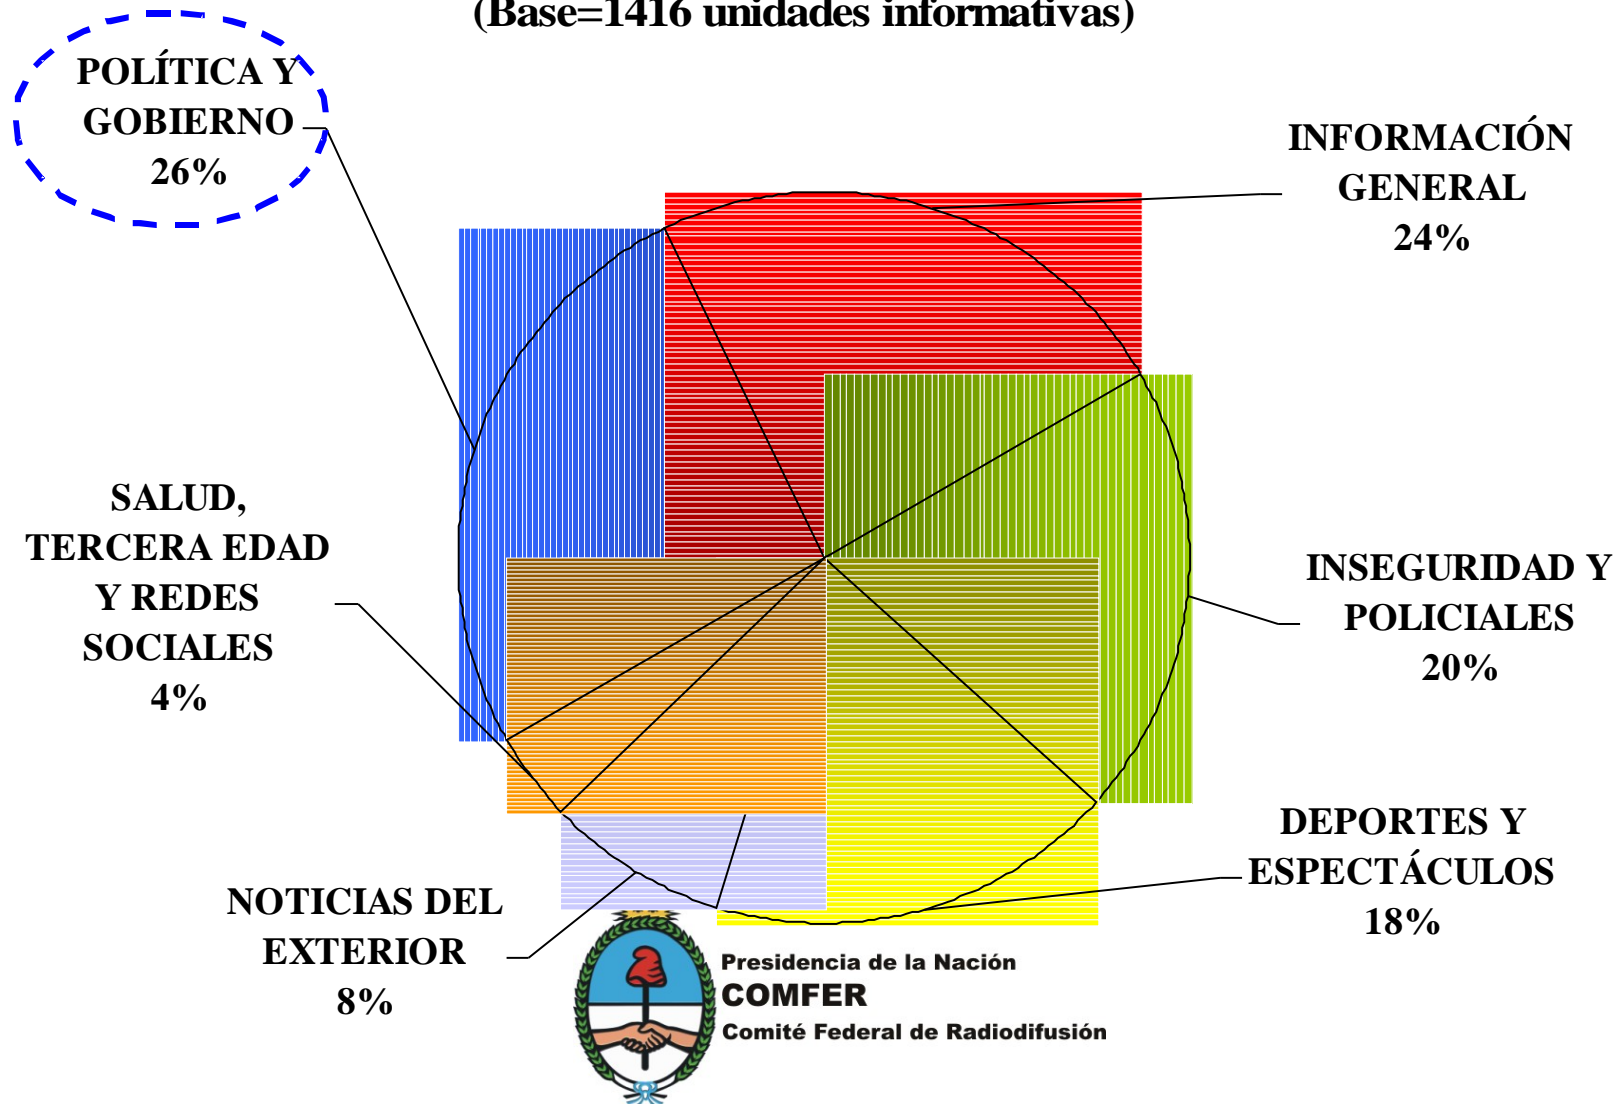 (Base=1416 unidades informativas)
POLÍTICA Y
GOBIERNO
26%
INFORMACIÓN
GENERAL
24%
SALUD,
TERCERA EDAD
Y REDES
SOCIALES
4%
INSEGURIDAD Y
POLICIALES
20%
DEPORTES Y
ESPECTÁCULOS
18%
NOTICIAS DEL
EXTERIOR
8%
Presidencia de la Nación
COMFER
Comité Federal de Radiodifusión